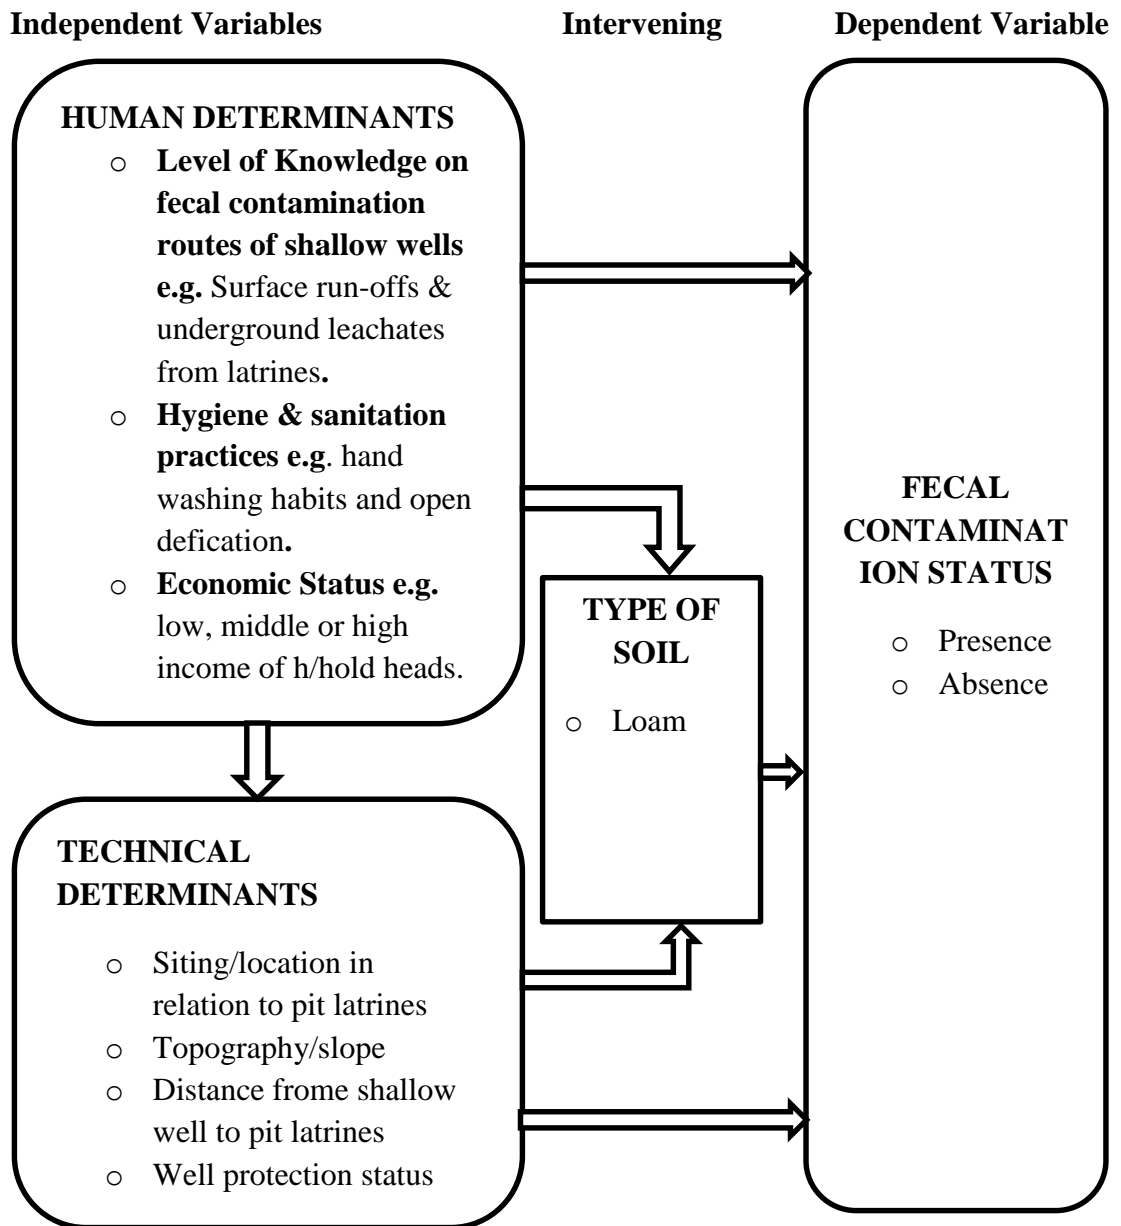 Independent Variables
Intervening
Dependent Variable
HUMAN DETERMINANTS
o Level of Knowledge on
fecal contamination
routes of shallow wells
e.g. Surface run-offs &
underground leachates
from latrines.
o Hygiene & sanitation
practices e.g. hand
washing habits and open
defication.
o Economic Status e.g.
low, middle or high
income of h/hold heads.
TECHNICAL
DETERMINANTS
o Siting/location in
relation to pit latrines
o Topography/slope
o Distance frome shallow
well to pit latrines
o Well protection status
TYPE OF
SOIL
o Loam
FECAL
CONTAMINAT
ION STATUS
o Presence
o Absence